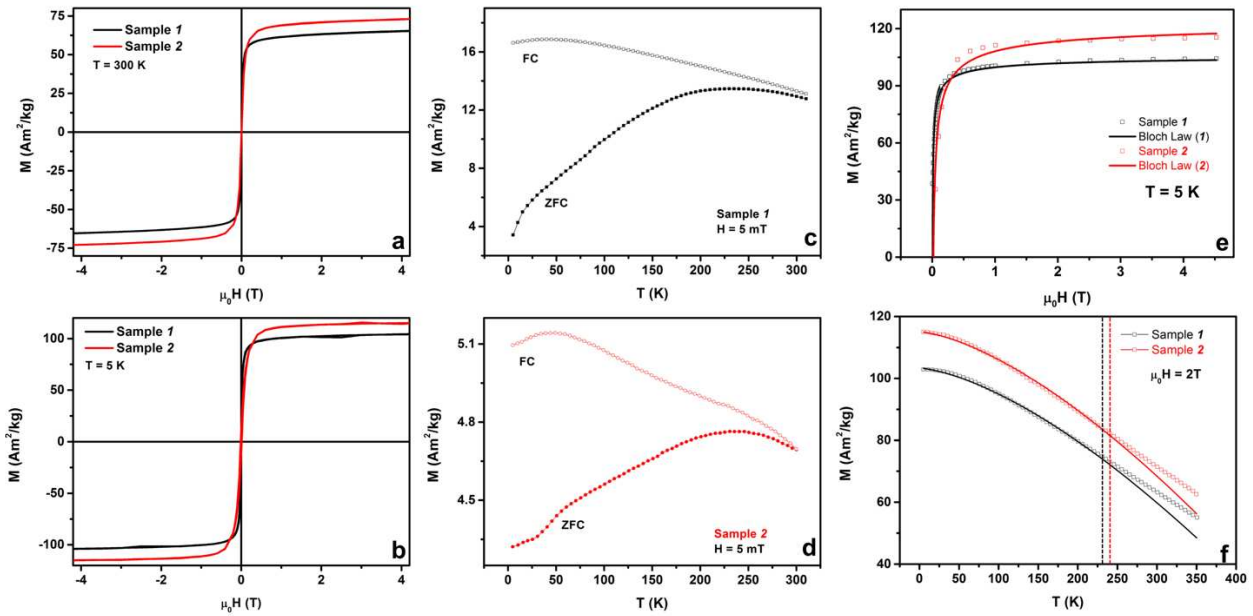 75
50
25
0
-25
-50
-75
M (Am²/kg)
Sample 1
Sample 2
T = 300 K
a
-4 -2 0 2 4
μ₀H (T)
16
12
8
4
M (Am²/kg)
FC
ZFC
Sample 1
H = 5 mT
c
0 50 100 150 200 250 300
T (K)
120
90
60
30
0
M (Am²/kg)
Sample 1
Bloch Law (1)
Sample 2
Bloch Law (2)
T = 5 K
e
0 1 2 3 4
μ₀H (T)
100
50
0
-50
-100
M (Am²/kg)
Sample 1
Sample 2
T = 5 K
b
-4 -2 0 2 4
μ₀H (T)
5.1
4.8
4.5
M (Am²/kg)
FC
ZFC
Sample 2
H = 5 mT
d
0 50 100 150 200 250 300
T (K)
120
100
80
60
40
M (Am²/kg)
Sample 1
Sample 2
μ₀H = 2T
f
0 50 100 150 200 250 300 350 400
T (K)